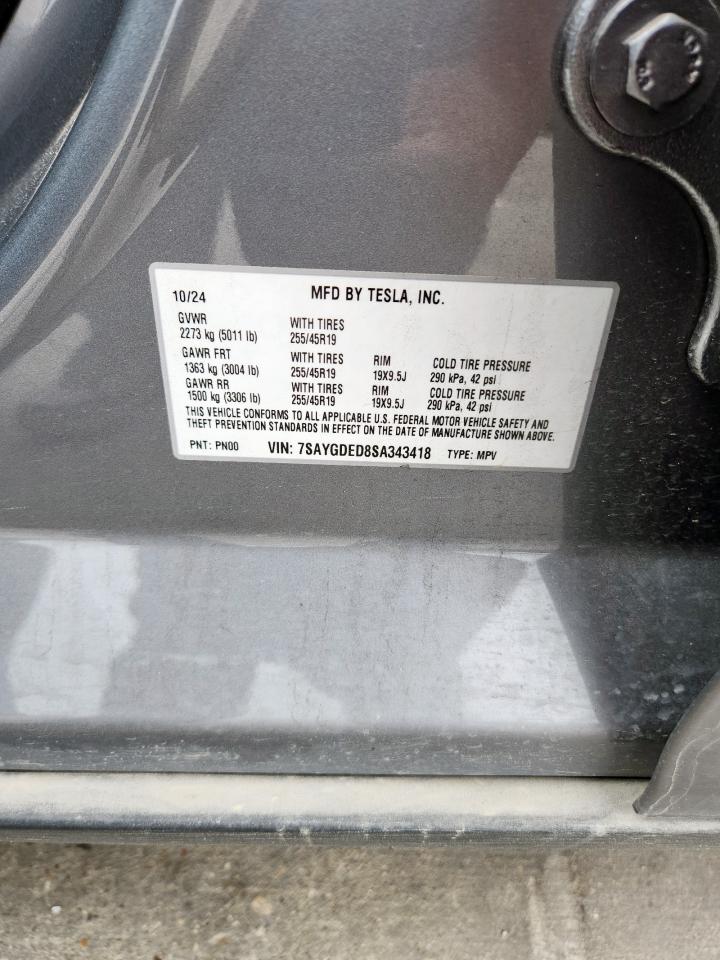 10/24 MFD BY TESLA, INC.
GVWR WITH TIRES
2273 kg (5011 lb) 255/45R19
GAWR FRT WITH TIRES RIM COLD TIRE PRESSURE
1363 kg (3004 lb) 255/45R19 19X9.5J 290 kPa, 42 psi
GAWR RR WITH TIRES RIM COLD TIRE PRESSURE
1500 kg (3306 lb) 255/45R19 19X9.5J 290 kPa, 42 psi
THIS VEHICLE CONFORMS TO ALL APPLICABLE U.S. FEDERAL MOTOR VEHICLE SAFETY AND
THEFT PREVENTION STANDARDS IN EFFECT ON THE DATE OF MANUFACTURE SHOWN ABOVE.
PNT: PN00 VIN: 7SAYGDED8SA343418 TYPE: MPV